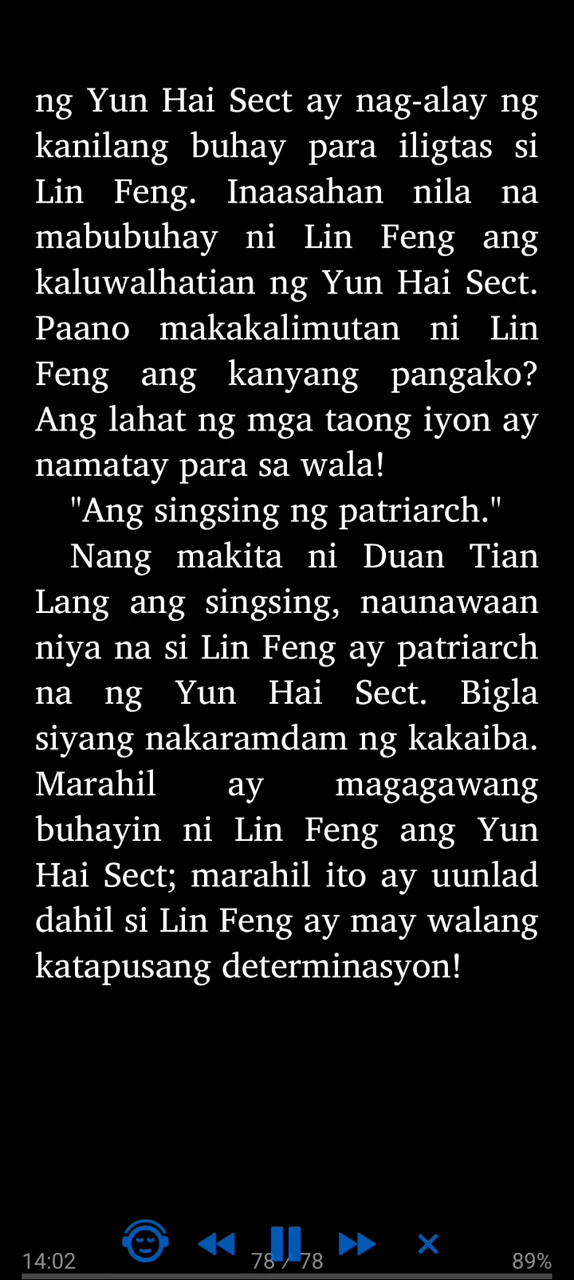 ng Yun Hai Sect ay nag-alay ng
kanilang buhay para iligtas si
Lin Feng. Inaasahan nila na
mabubuhay ni Lin Feng ang
kaluwalhatian ng Yun Hai Sect.
Paano makakalimutan ni Lin
Feng ang kanyang pangako?
Ang lahat ng mga taong iyon ay
namatay para sa wala!
"Ang singsing ng patriarch."
Nang makita ni Duan Tian
Lang ang singsing, naunawaan
niya na si Lin Feng ay patriarch
na ng Yun Hai Sect. Bigla
siyang nakaramdam ng kakaiba.
Marahil ay magagawang
buhayin ni Lin Feng ang Yun
Hai Sect; marahil ito ay uunlad
dahil si Lin Feng ay may walang
katapusang determinasyon!
14:02 78 / 78 89%